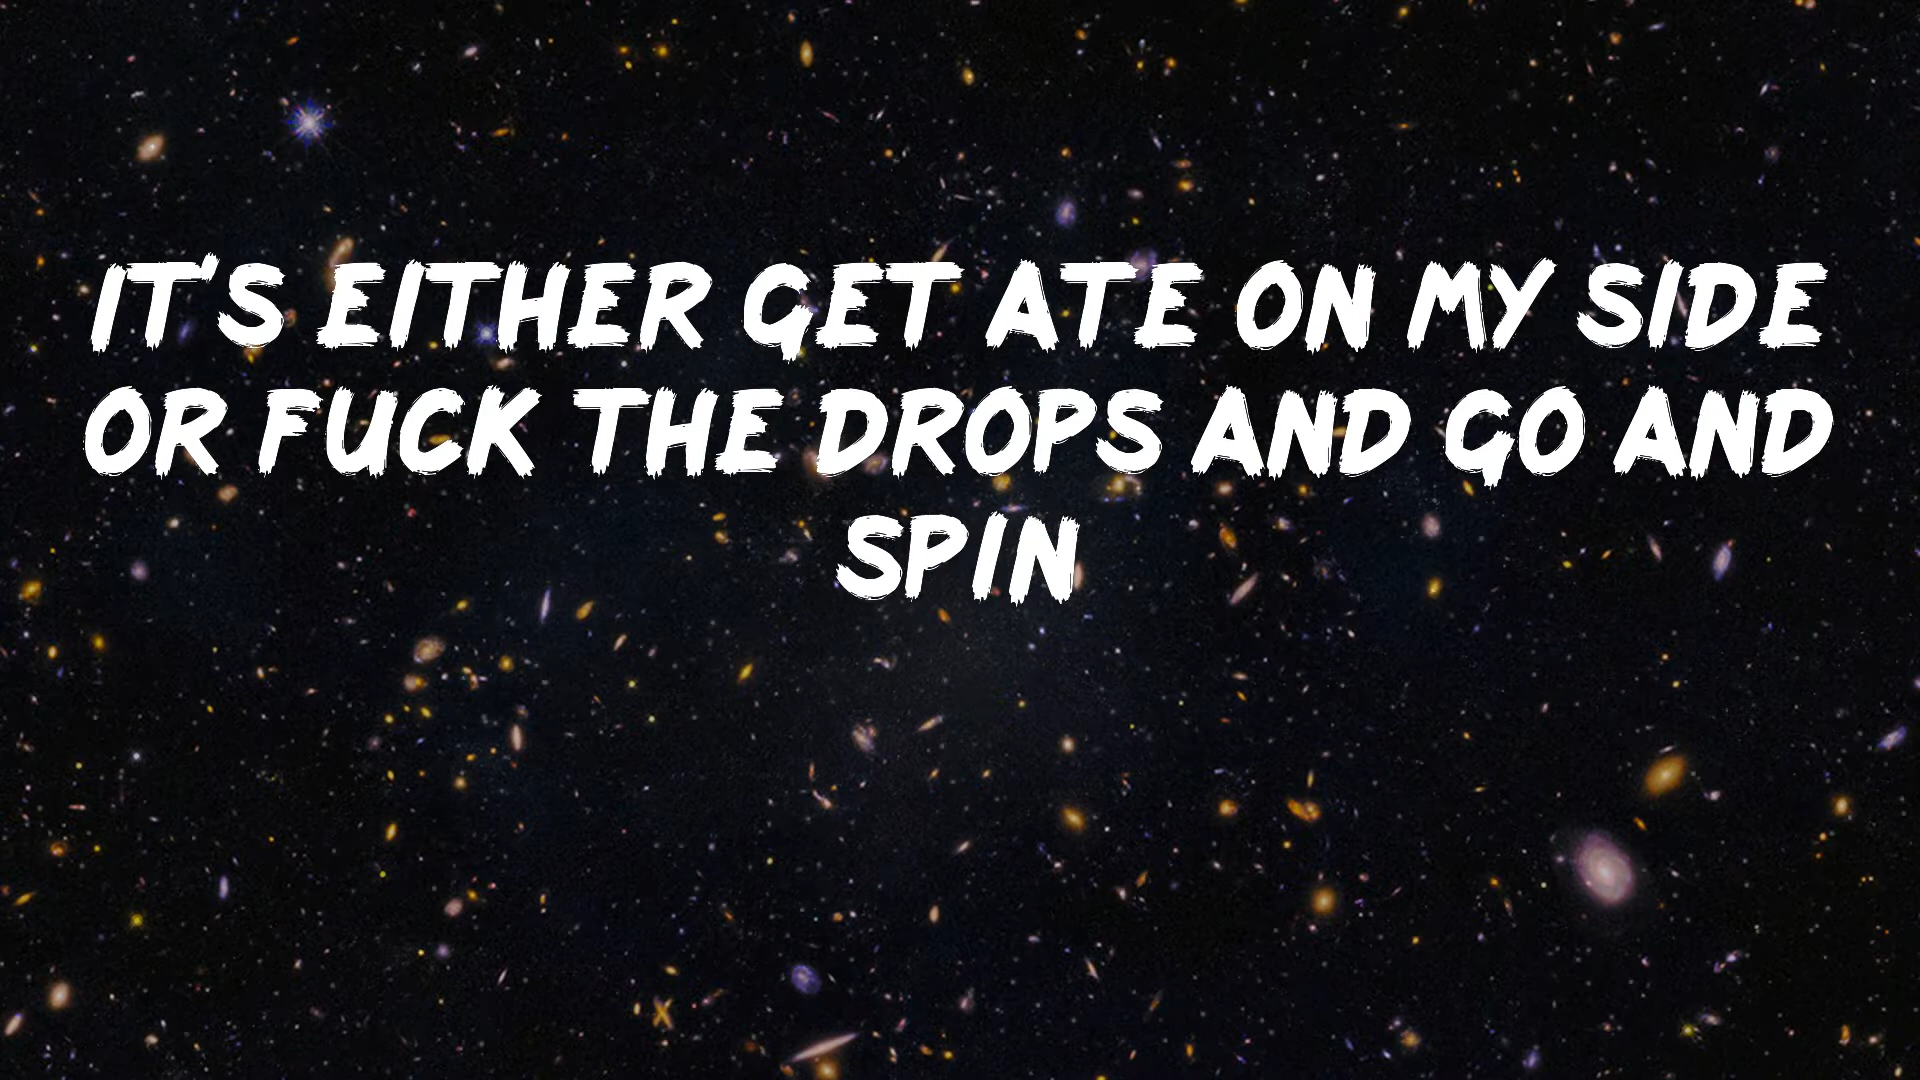 IT'S EITHER GET ATE ON MY SIDE
OR FUCK THE DROPS AND GO AND
SPIN